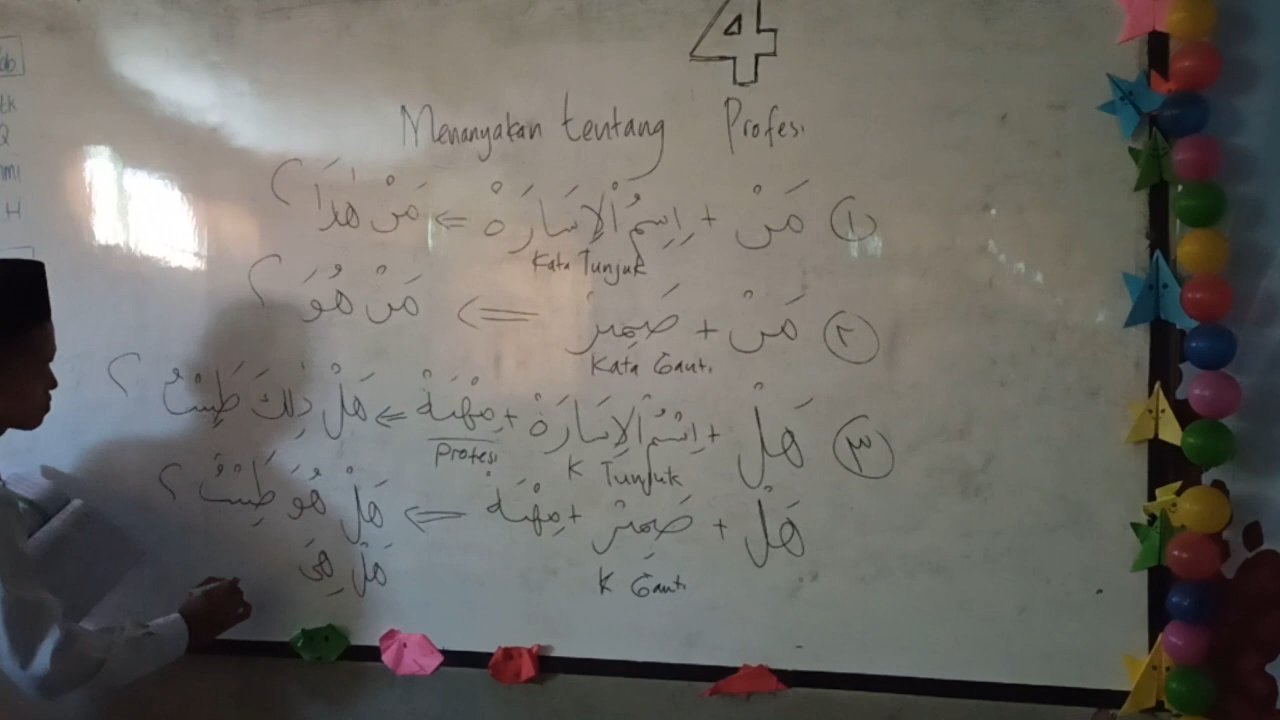 4
Menanyakan tentang Profesi
١ مَنْ + اِسِمُ الْإِشَارَةْ ⇐ مَنْ هٰذَا ؟
Kata Tunjuk
٢ مَنْ + ضَمِيْر ⇐ مَنْ هُوَ ؟
Kata Ganti
٣ هَلْ + اِسْمُ الْإِشَارَةْ + مِهْنَةْ ⇐ هَلْ ذٰلِكَ طَبِيْبٌ ؟
K Tunjuk Profesi
هَلْ + ضَمِيْرْ + مِهْنَةْ ⇐ هَلْ هُوَ طَبِيْبٌ ؟
K Ganti
هَلْ هِيَ